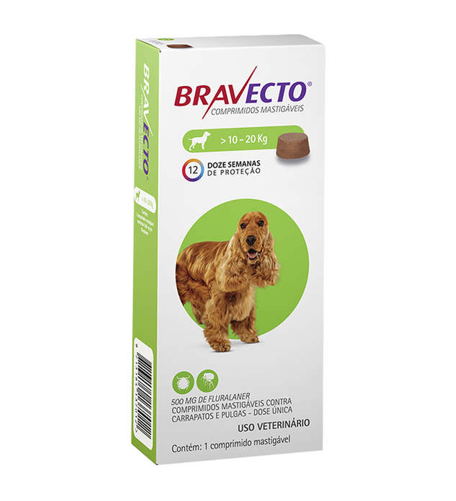 BRAVECTO®
COMPRIMIDOS MASTIGÁVEIS
> 10 - 20 Kg
12
DOZE SEMANAS
DE PROTEÇÃO
500 MG DE FLURALANER
COMPRIMIDOS MASTIGÁVEIS CONTRA
CARRAPATOS E PULGAS - DOSE ÚNICA
USO VETERINÁRIO
Contém: 1 comprimido mastigável
BRAVECTO